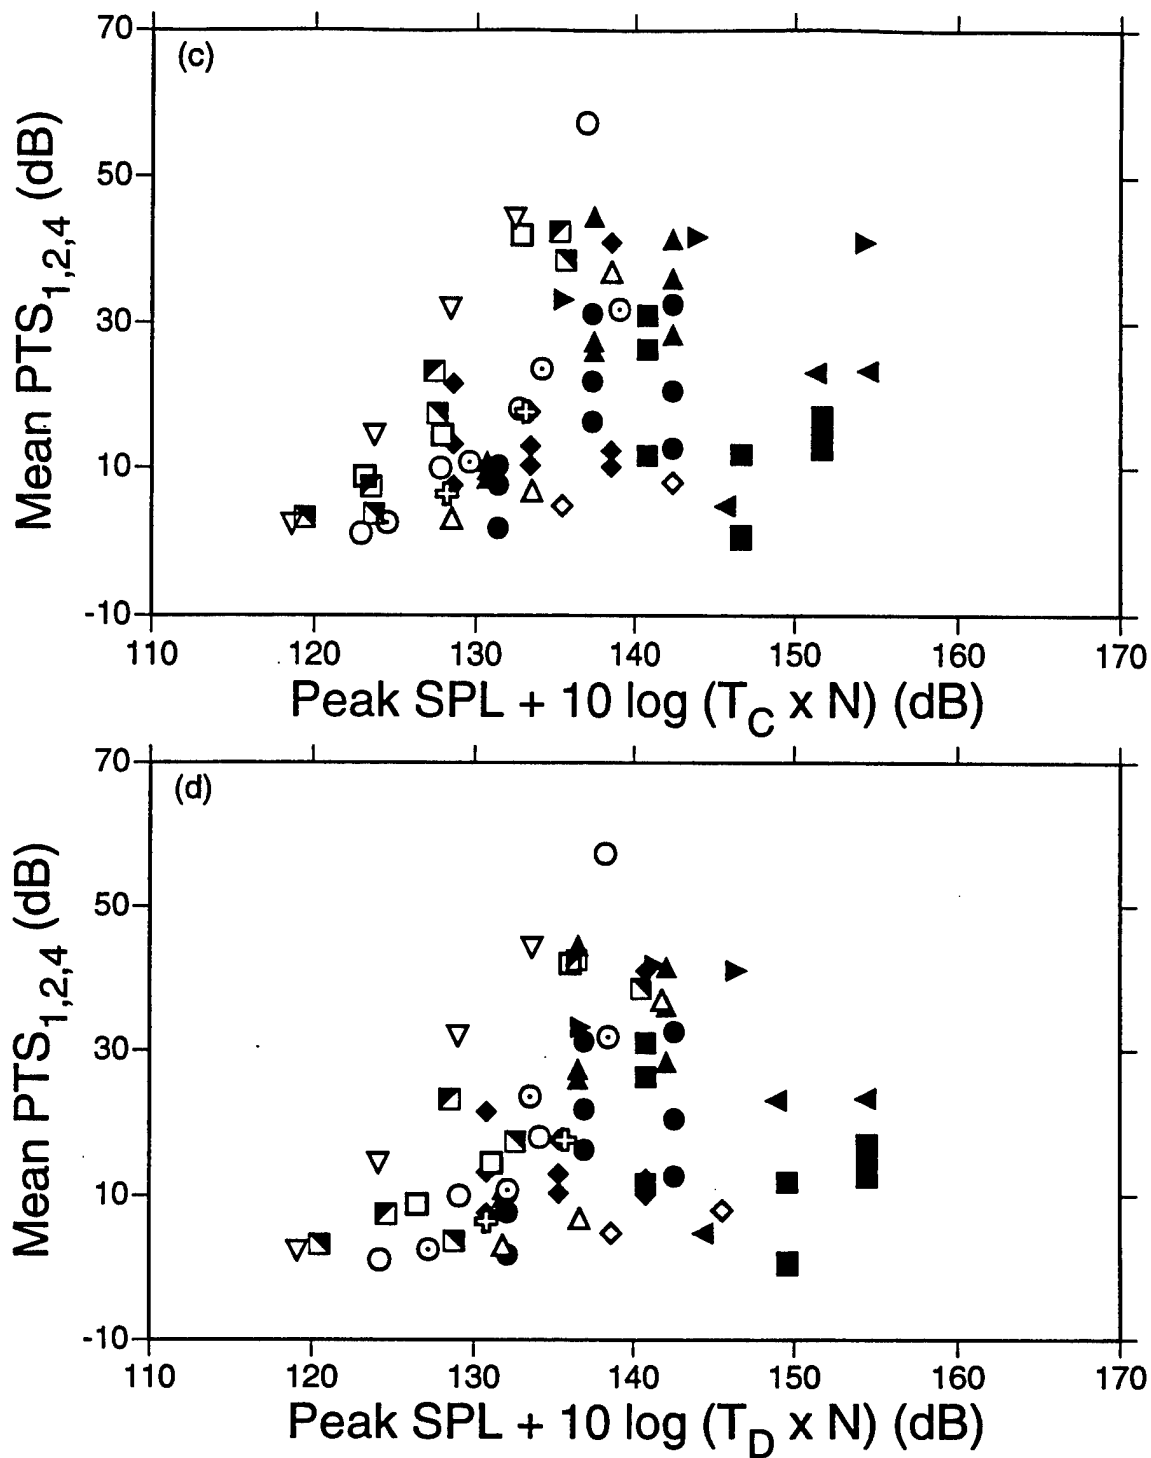 70
(c)
50
30
10
-10
Mean PTS1,2,4 (dB)
110 120 130 140 150 160 170
Peak SPL + 10 log (TC x N) (dB)
70
(d)
50
30
10
-10
Mean PTS1,2,4 (dB)
110 120 130 140 150 160 170
Peak SPL + 10 log (TD x N) (dB)